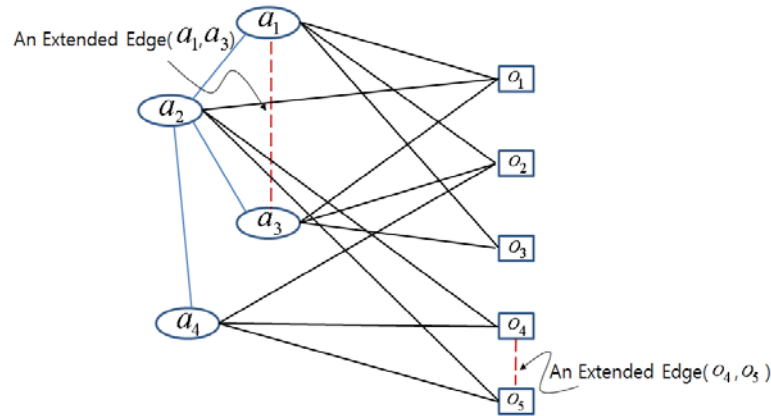 a₁
An Extended Edge(a₁,a₃)
o₁
a₂
o₂
a₃
o₃
a₄
o₄
An Extended Edge(o₄,o₅)
o₅